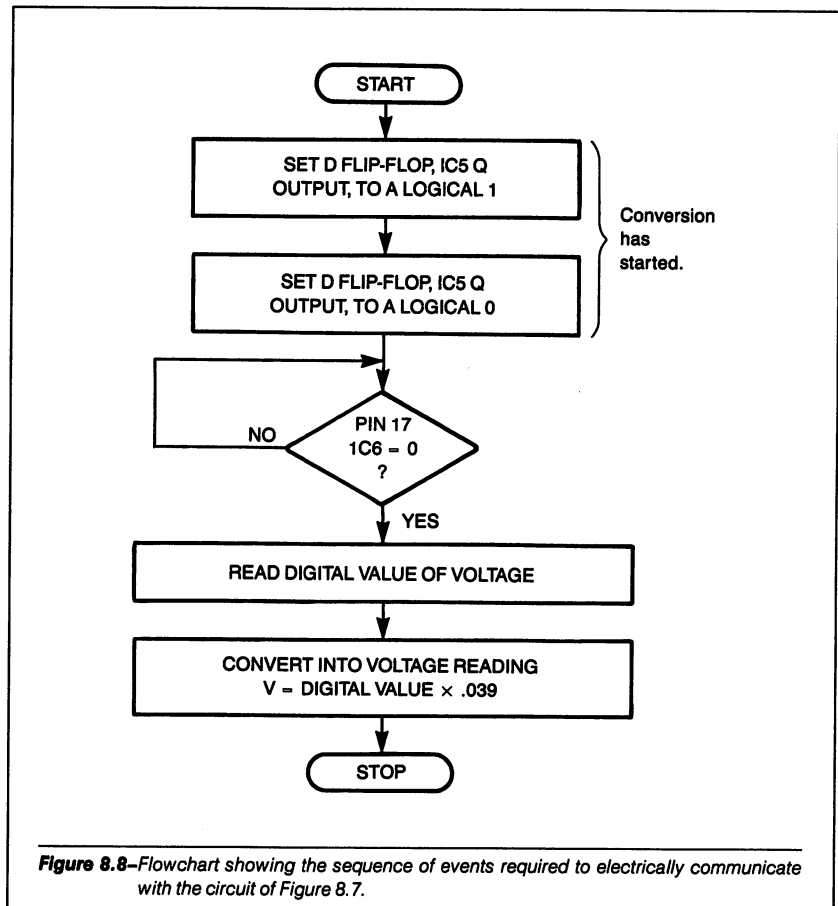 START
SET D FLIP-FLOP, IC5 Q
OUTPUT, TO A LOGICAL 1
SET D FLIP-FLOP, IC5 Q
OUTPUT, TO A LOGICAL 0
Conversion
has
started.
NO
PIN 17
1C6 = 0
?
YES
READ DIGITAL VALUE OF VOLTAGE
CONVERT INTO VOLTAGE READING
V = DIGITAL VALUE × .039
STOP
Figure 8.8–Flowchart showing the sequence of events required to electrically communicate
with the circuit of Figure 8.7.